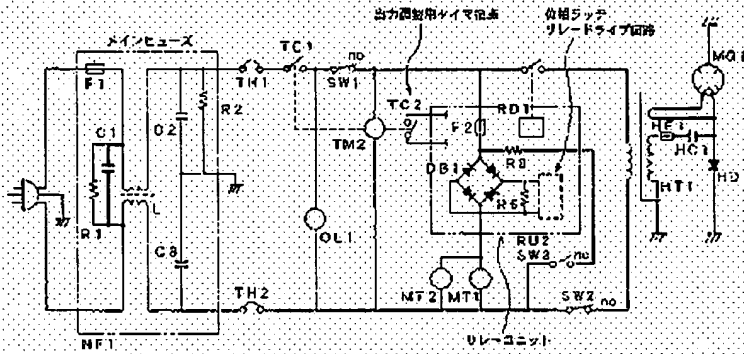 出力調整用タイマ接点
位相ラッチ
リレードライブ回路
メインヒューズ
F1
C1
R1
L
C2
R2
C3
NF1
TH1
TC1
SW1
no
TM2
TC2
OL1
TH2
F2
RD1
R8
DB1
R5
RU2
SW3
no
MT2
MT1
SW2
no
リレーユニット
MG1
HF1
HC1
HT1
HD